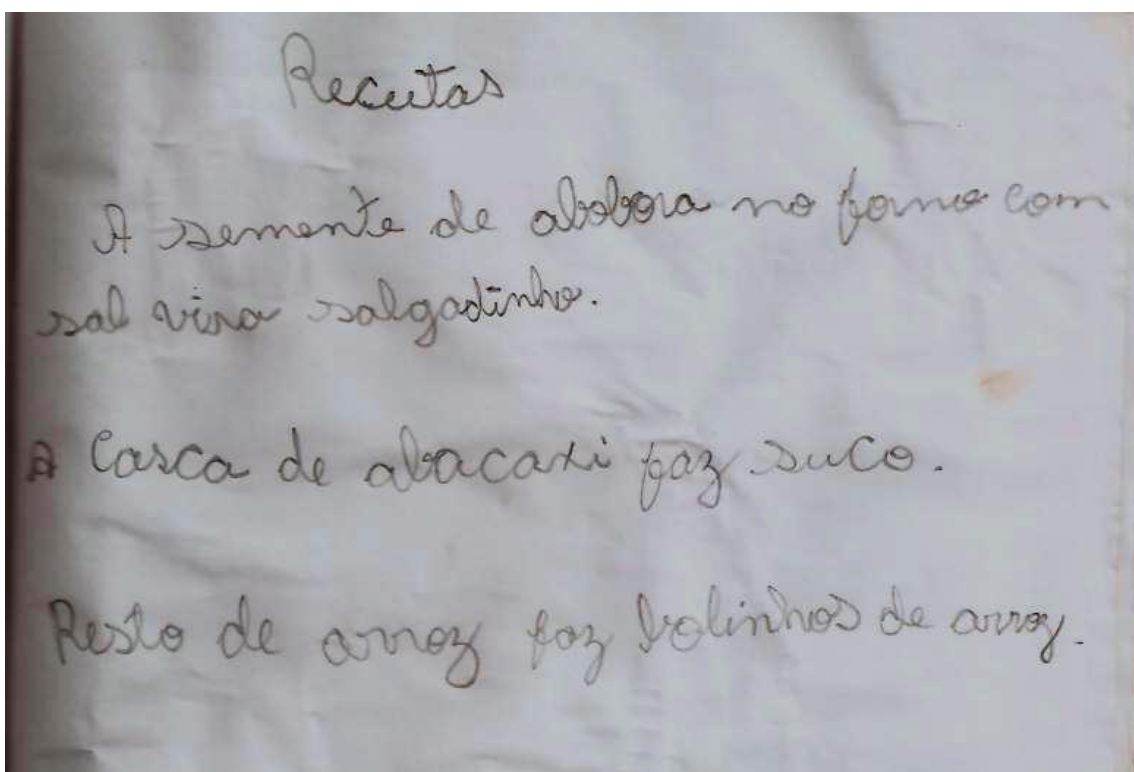 Receitas
A semente de abobora no forno com
sal vira salgadinho.
A Casca de abacaxi faz suco.
Resto de arroz faz bolinhos de arroz.